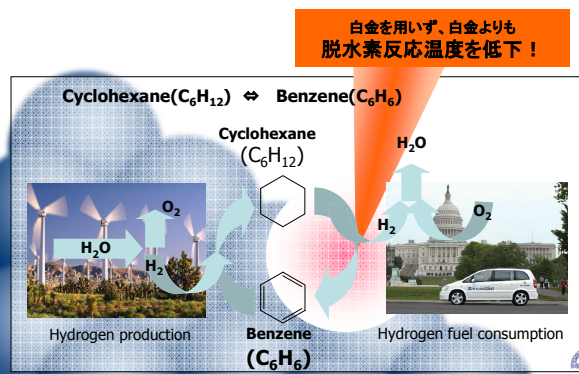 白金を用いず、白金よりも
脱水素反応温度を低下！
Cyclohexane(C₆H₁₂) ⇔ Benzene(C₆H₆)
Cyclohexane
(C₆H₁₂)
H₂O
O₂
H₂O
H₂
H₂
O₂
Hydrogen production
Benzene
(C₆H₆)
Hydrogen fuel consumption